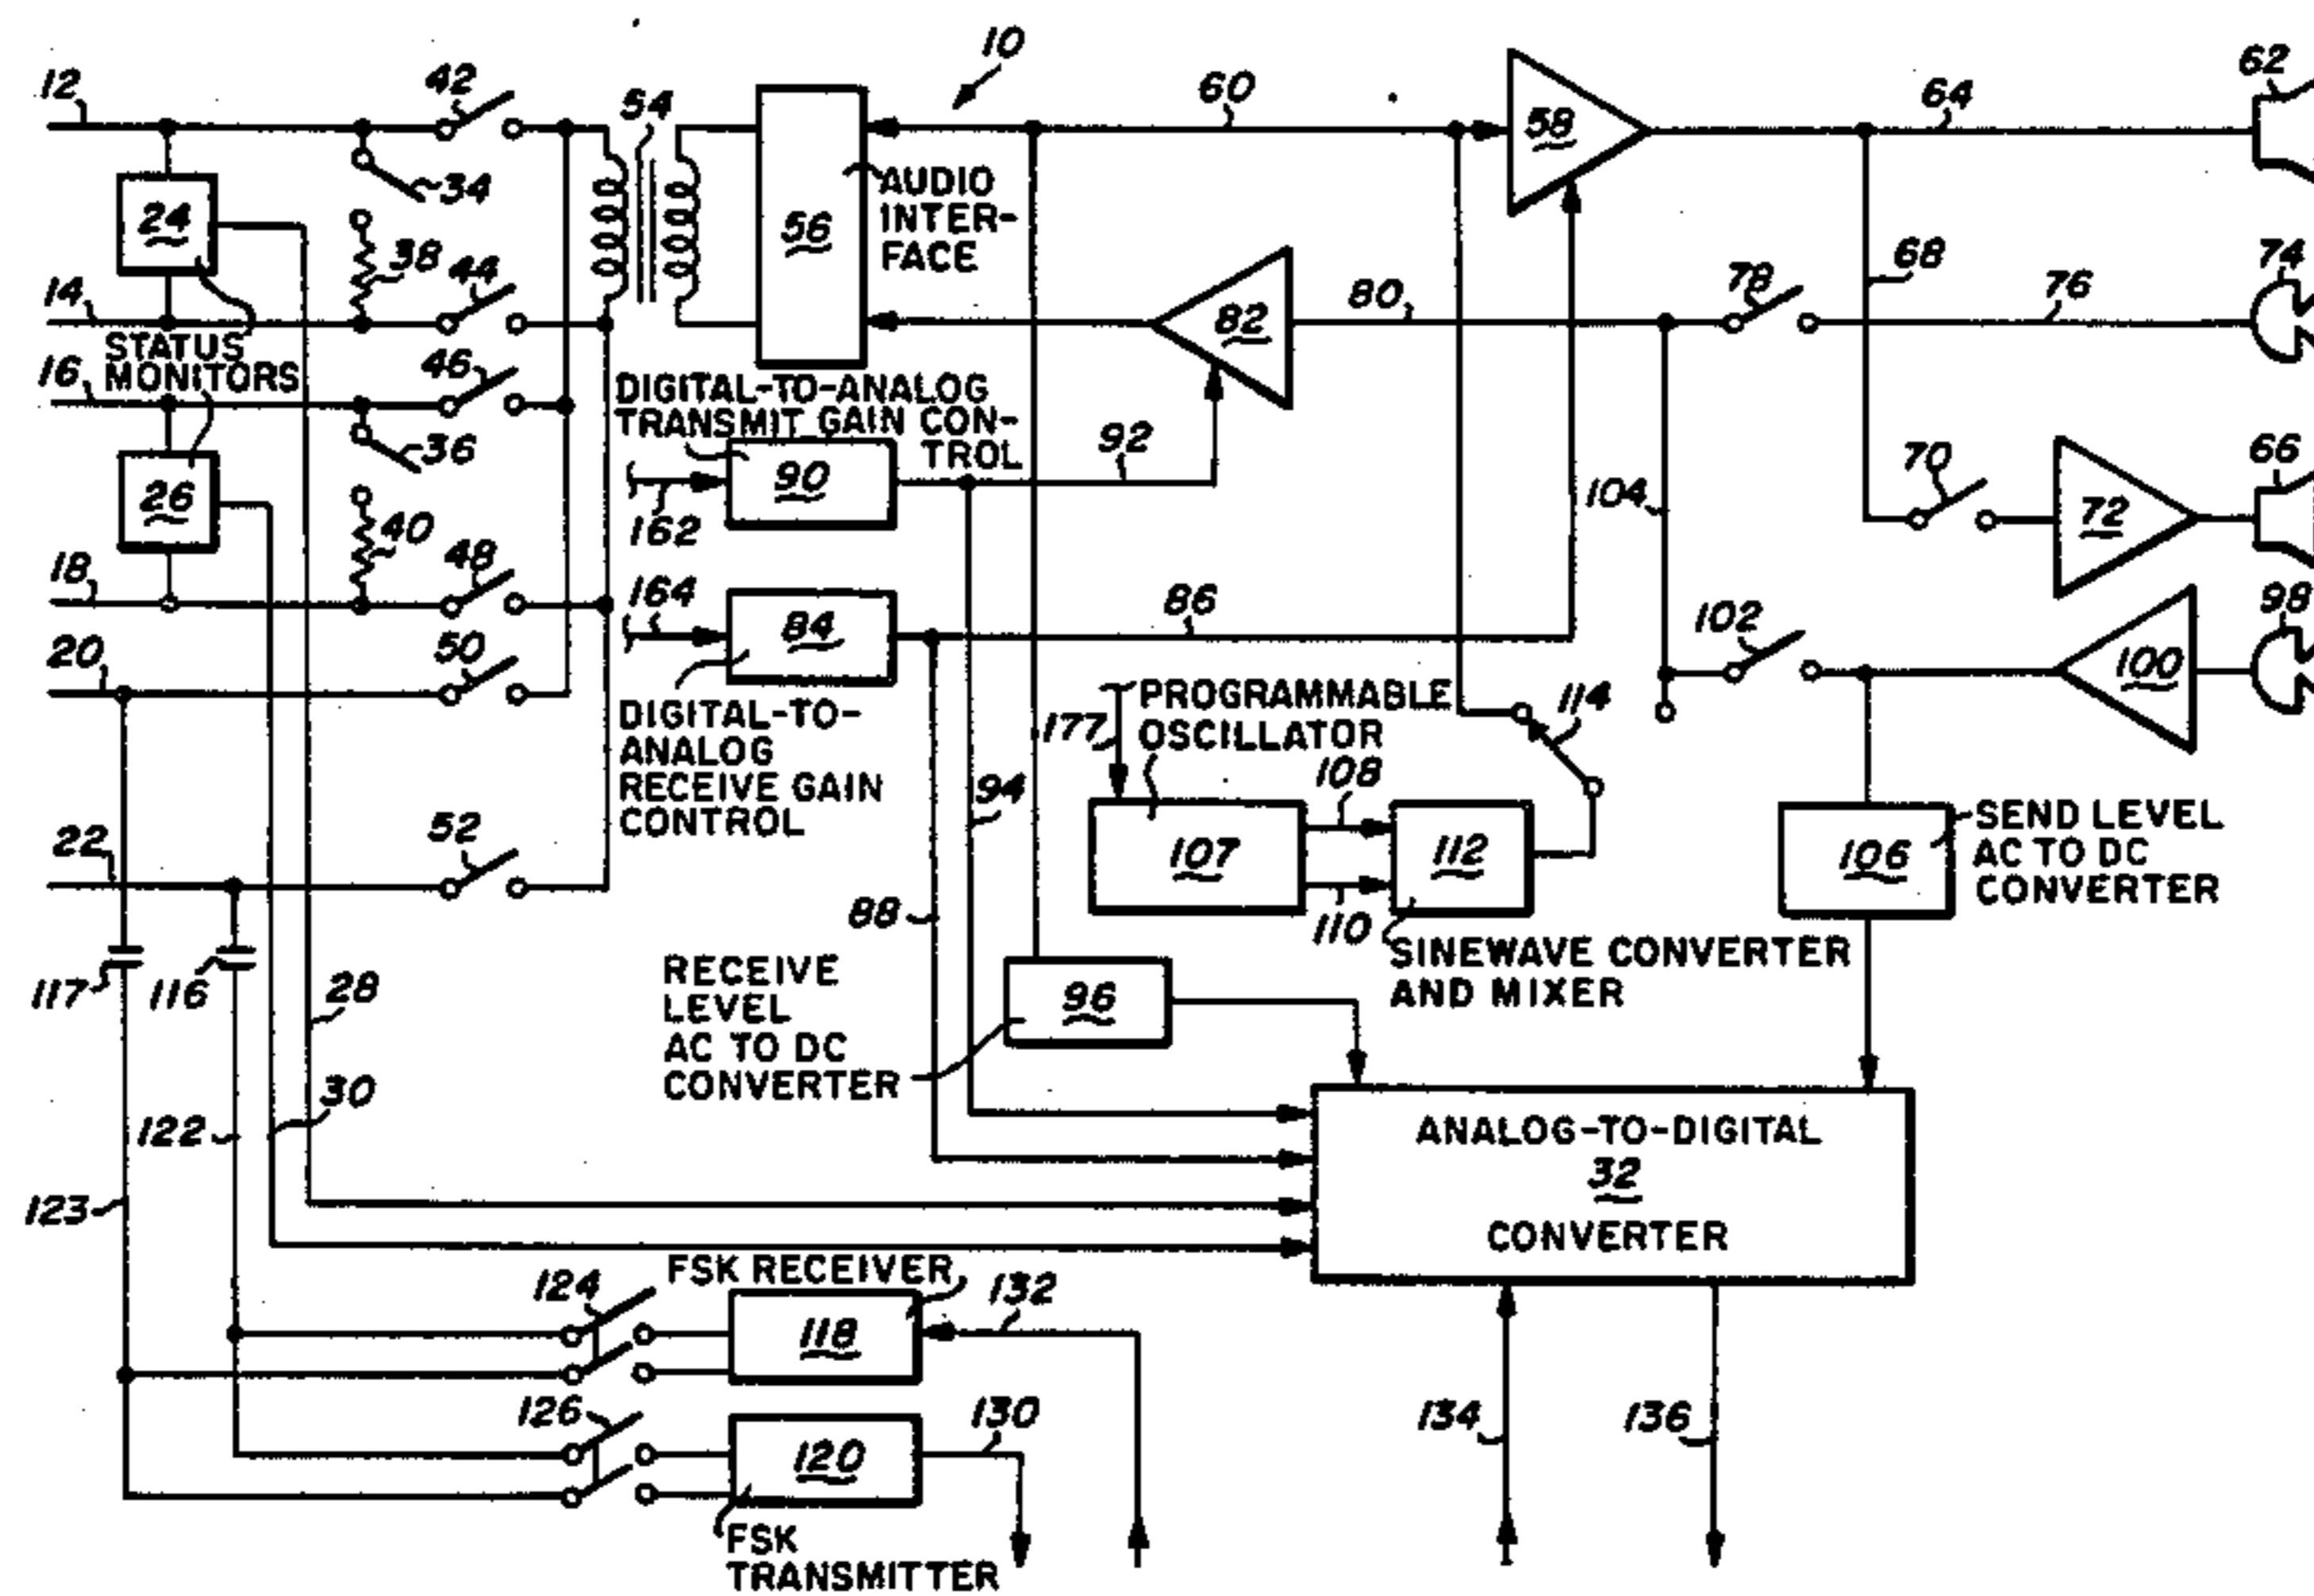 10
12
42
54
60
58
64
62
34
24
AUDIO
INTER-
FACE
56
38
44
14
82
80
78
68
76
74
STATUS
MONITORS
16
46
DIGITAL-TO-ANALOG
TRANSMIT GAIN CON-
TROL
36
90
92
162
26
40
104
70
72
66
18
48
164
84
86
102
98
100
20
50
DIGITAL-TO-
ANALOG
RECEIVE GAIN
CONTROL
177
PROGRAMMABLE
OSCILLATOR
114
94
108
107
112
110
22
52
88
106
SEND LEVEL
AC TO DC
CONVERTER
SINEWAVE CONVERTER
AND MIXER
117
116
28
RECEIVE
LEVEL
AC TO DC
CONVERTER
96
30
122
123
ANALOG-TO-DIGITAL
32
CONVERTER
FSK RECEIVER
124
118
132
126
120
130
134
136
FSK
TRANSMITTER